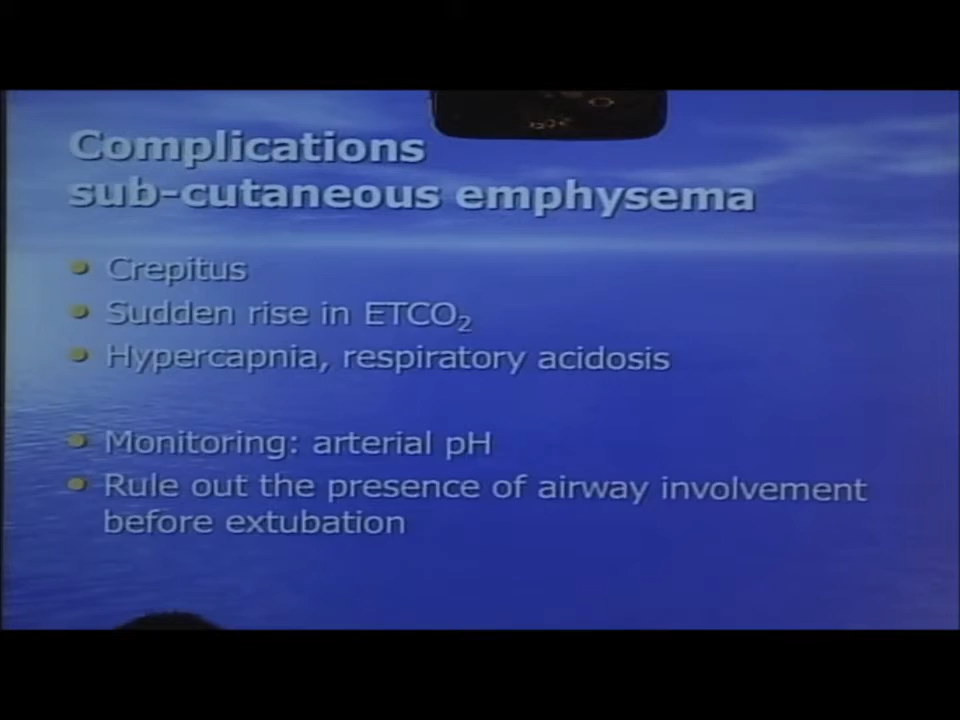 Complications
sub-cutaneous emphysema
Crepitus
Sudden rise in ETCO₂
Hypercapnia, respiratory acidosis
Monitoring: arterial pH
Rule out the presence of airway involvement
before extubation